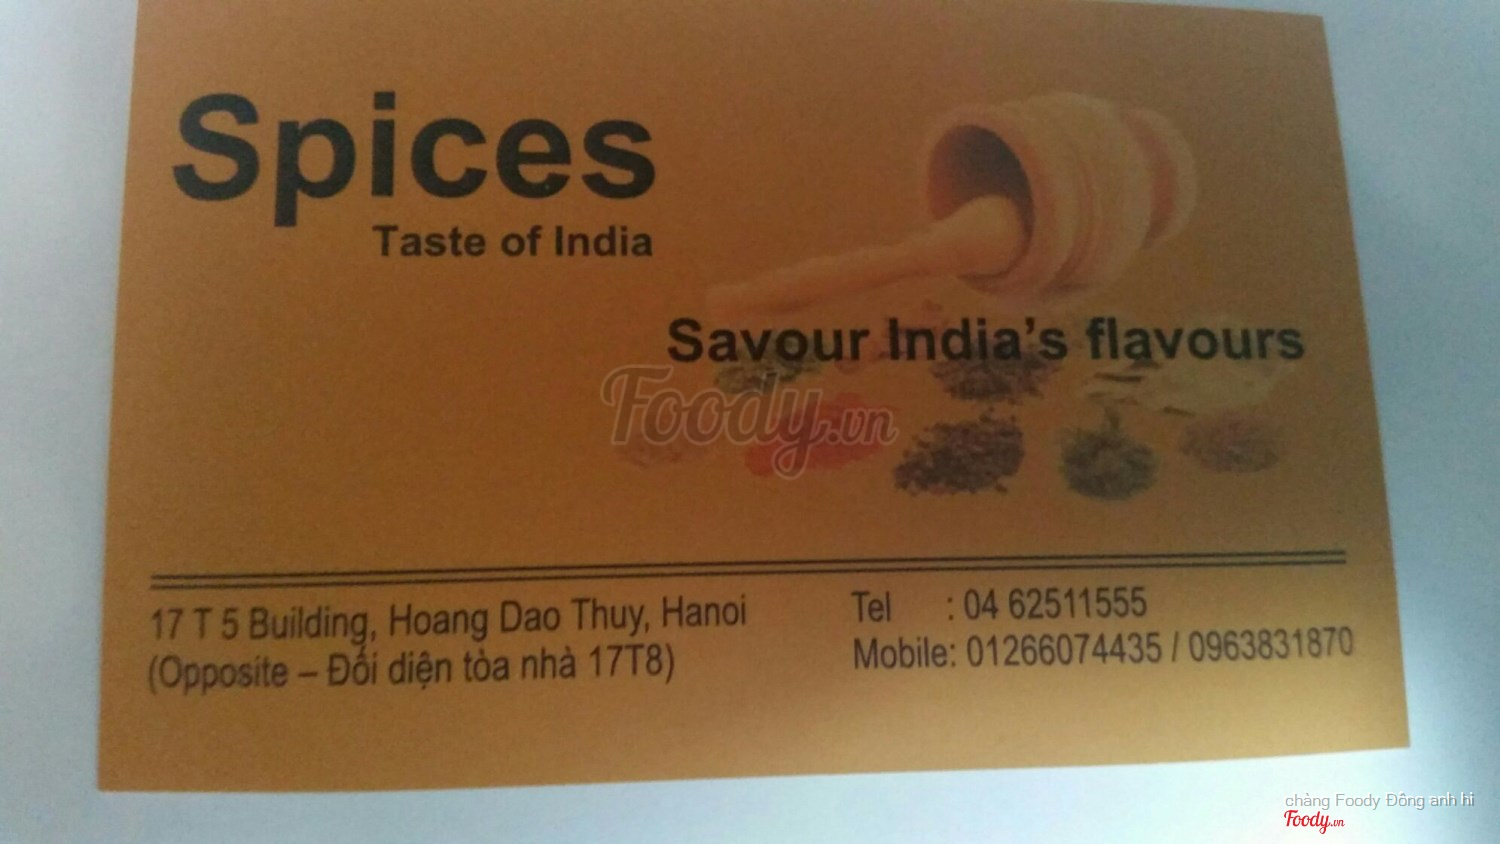 Spices
Taste of India
Savour India's flavours
Foody.vn
17 T 5 Building, Hoang Dao Thuy, Hanoi
(Opposite – Đối diện tòa nhà 17T8)
Tel : 04 62511555
Mobile: 01266074435 / 0963831870
chàng Foody Đông anh hi
Foody.vn